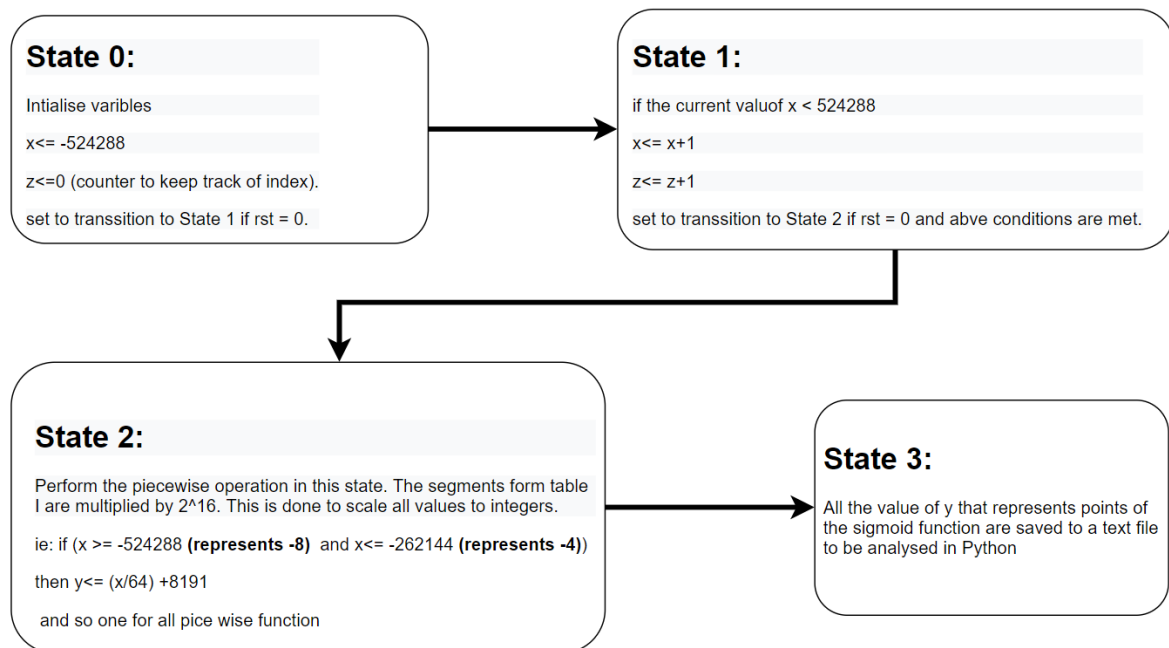 State 0:
Intialise varibles
x<= -524288
z<=0 (counter to keep track of index).
set to transsition to State 1 if rst = 0.
State 1:
if the current valuof x < 524288
x<= x+1
z<= z+1
set to transsition to State 2 if rst = 0 and abve conditions are met.
State 2:
Perform the piecewise operation in this state. The segments form table
I are multiplied by 2^16. This is done to scale all values to integers.
ie: if (x >= -524288 (represents -8)  and x<= -262144 (represents -4))
then y<= (x/64) +8191
and so one for all pice wise function
State 3:
All the value of y that represents points of
the sigmoid function are saved to a text file
to be analysed in Python